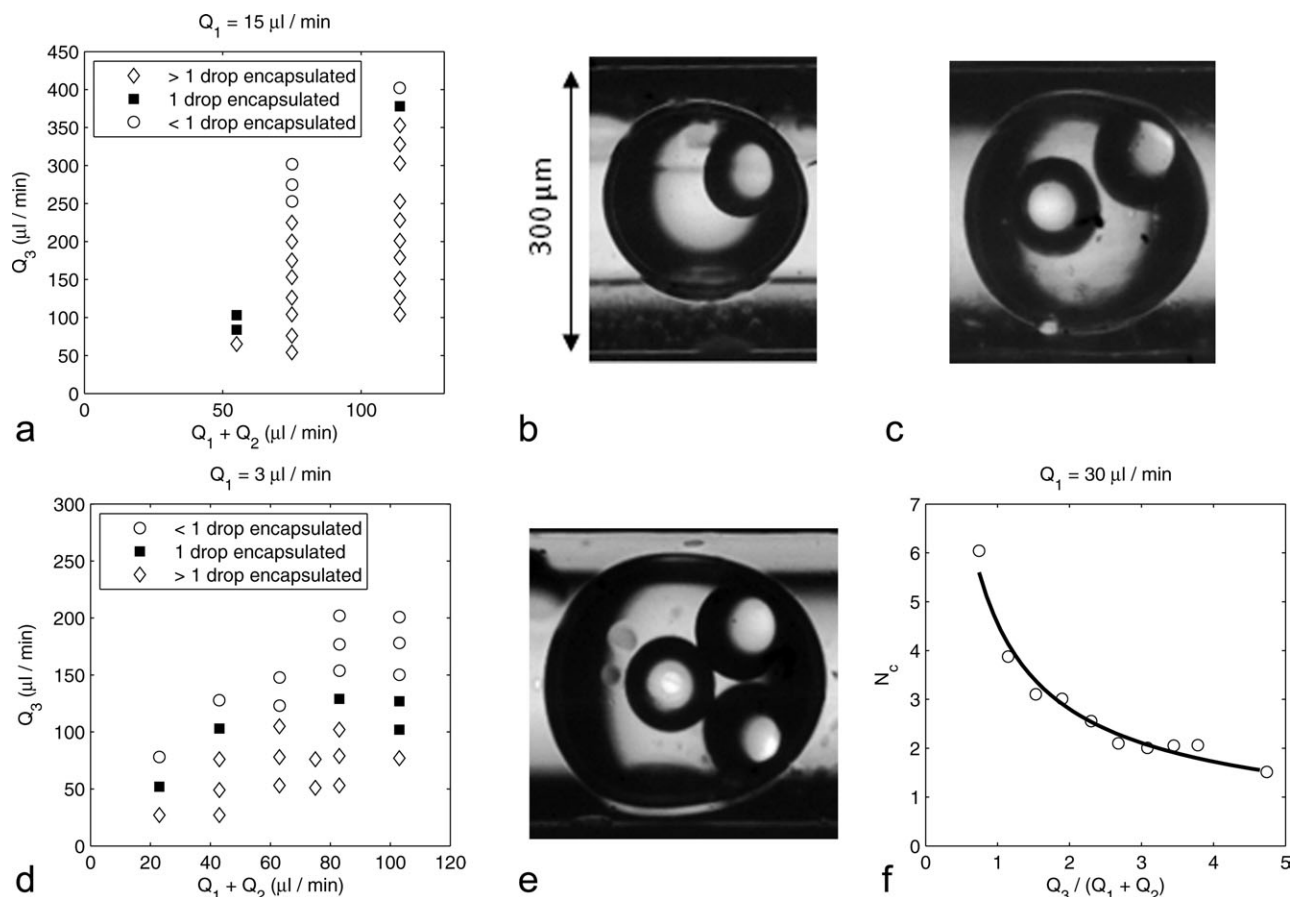 Q1 = 15 µl / min
450
400
350
300
250
200
150
100
50
0
Q3 (µl / min)
> 1 drop encapsulated
1 drop encapsulated
< 1 drop encapsulated
0
50
100
Q1 + Q2 (µl / min)
a
300 µm
b
c
Q1 = 3 µl / min
300
250
200
150
100
50
0
Q3 (µl / min)
< 1 drop encapsulated
1 drop encapsulated
> 1 drop encapsulated
0
20
40
60
80
100
120
Q1 + Q2 (µl / min)
d
e
Q1 = 30 µl / min
7
6
5
4
3
2
1
0
Nc
0
1
2
3
4
5
Q3 / (Q1 + Q2)
f